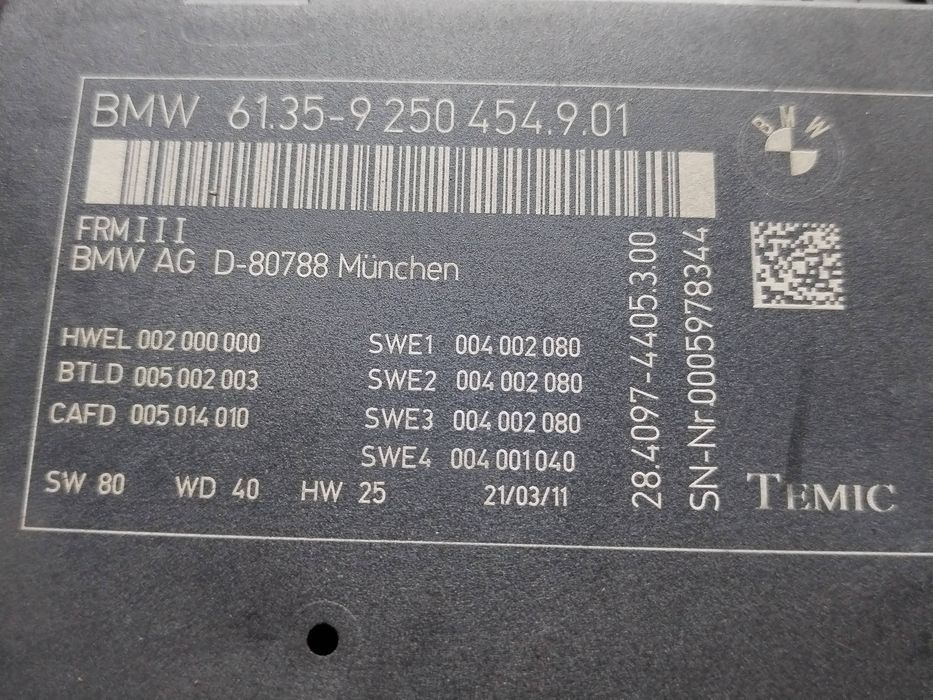 BMW 61.35-9 250 454.9.01
BMW
FRMIII
BMW AG D-80788 München
HWEL 002 000 000
BTLD 005 002 003
CAFD 005 014 010
SWE1 004 002 080
SWE2 004 002 080
SWE3 004 002 080
SWE4 004 001 040
SW 80 WD 40 HW 25 21/03/11
28.4097-4405.3.00
SN-Nr.0005978344
TEMIC